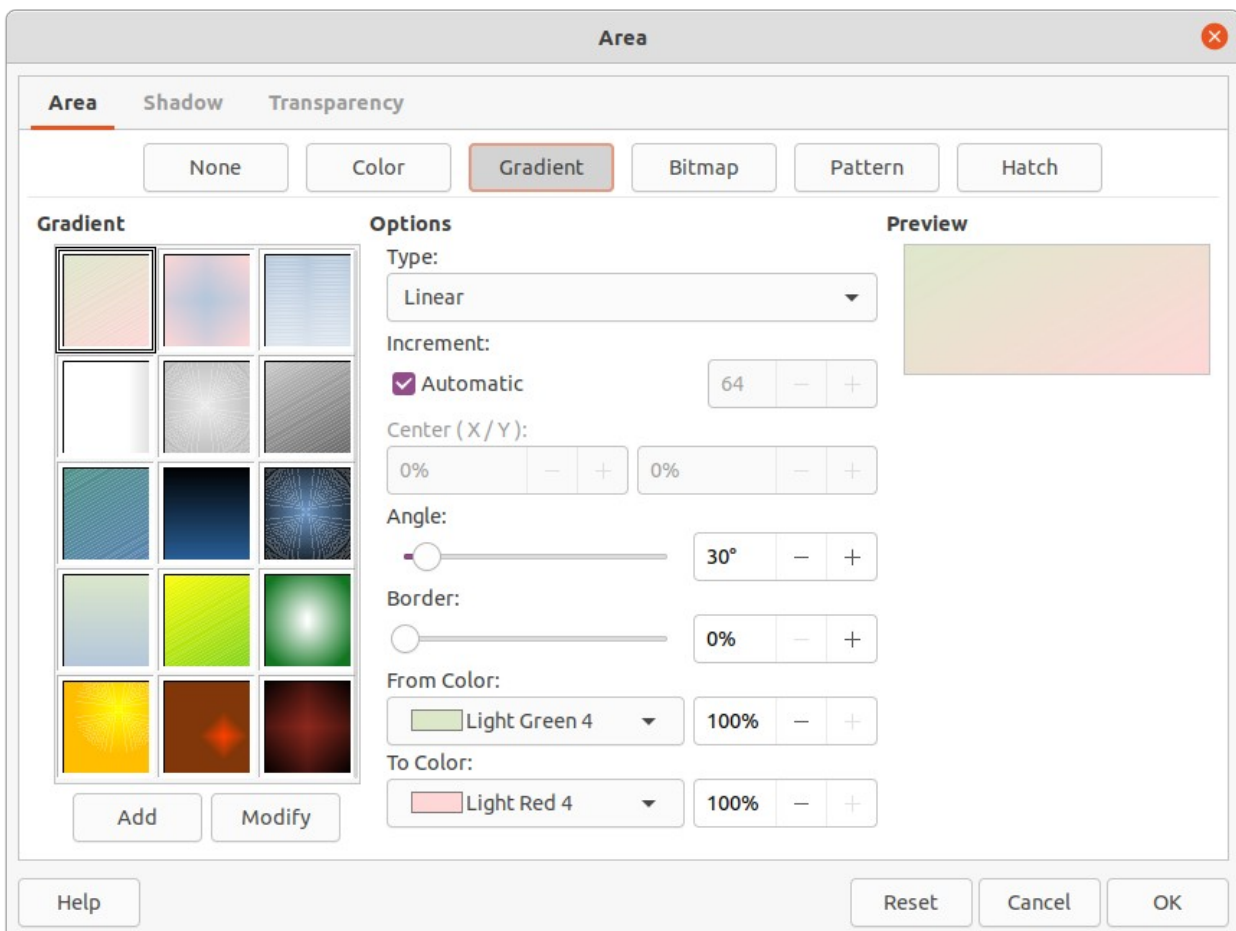 Area
Area Shadow Transparency
None Color Gradient Bitmap Pattern Hatch
Gradient Options Preview
Type:
Linear
Increment:
Automatic 64
Center ( X / Y ):
0% 0%
Angle:
30°
Border:
0%
From Color:
Light Green 4 100%
To Color:
Light Red 4 100%
Add Modify
Help Reset Cancel OK